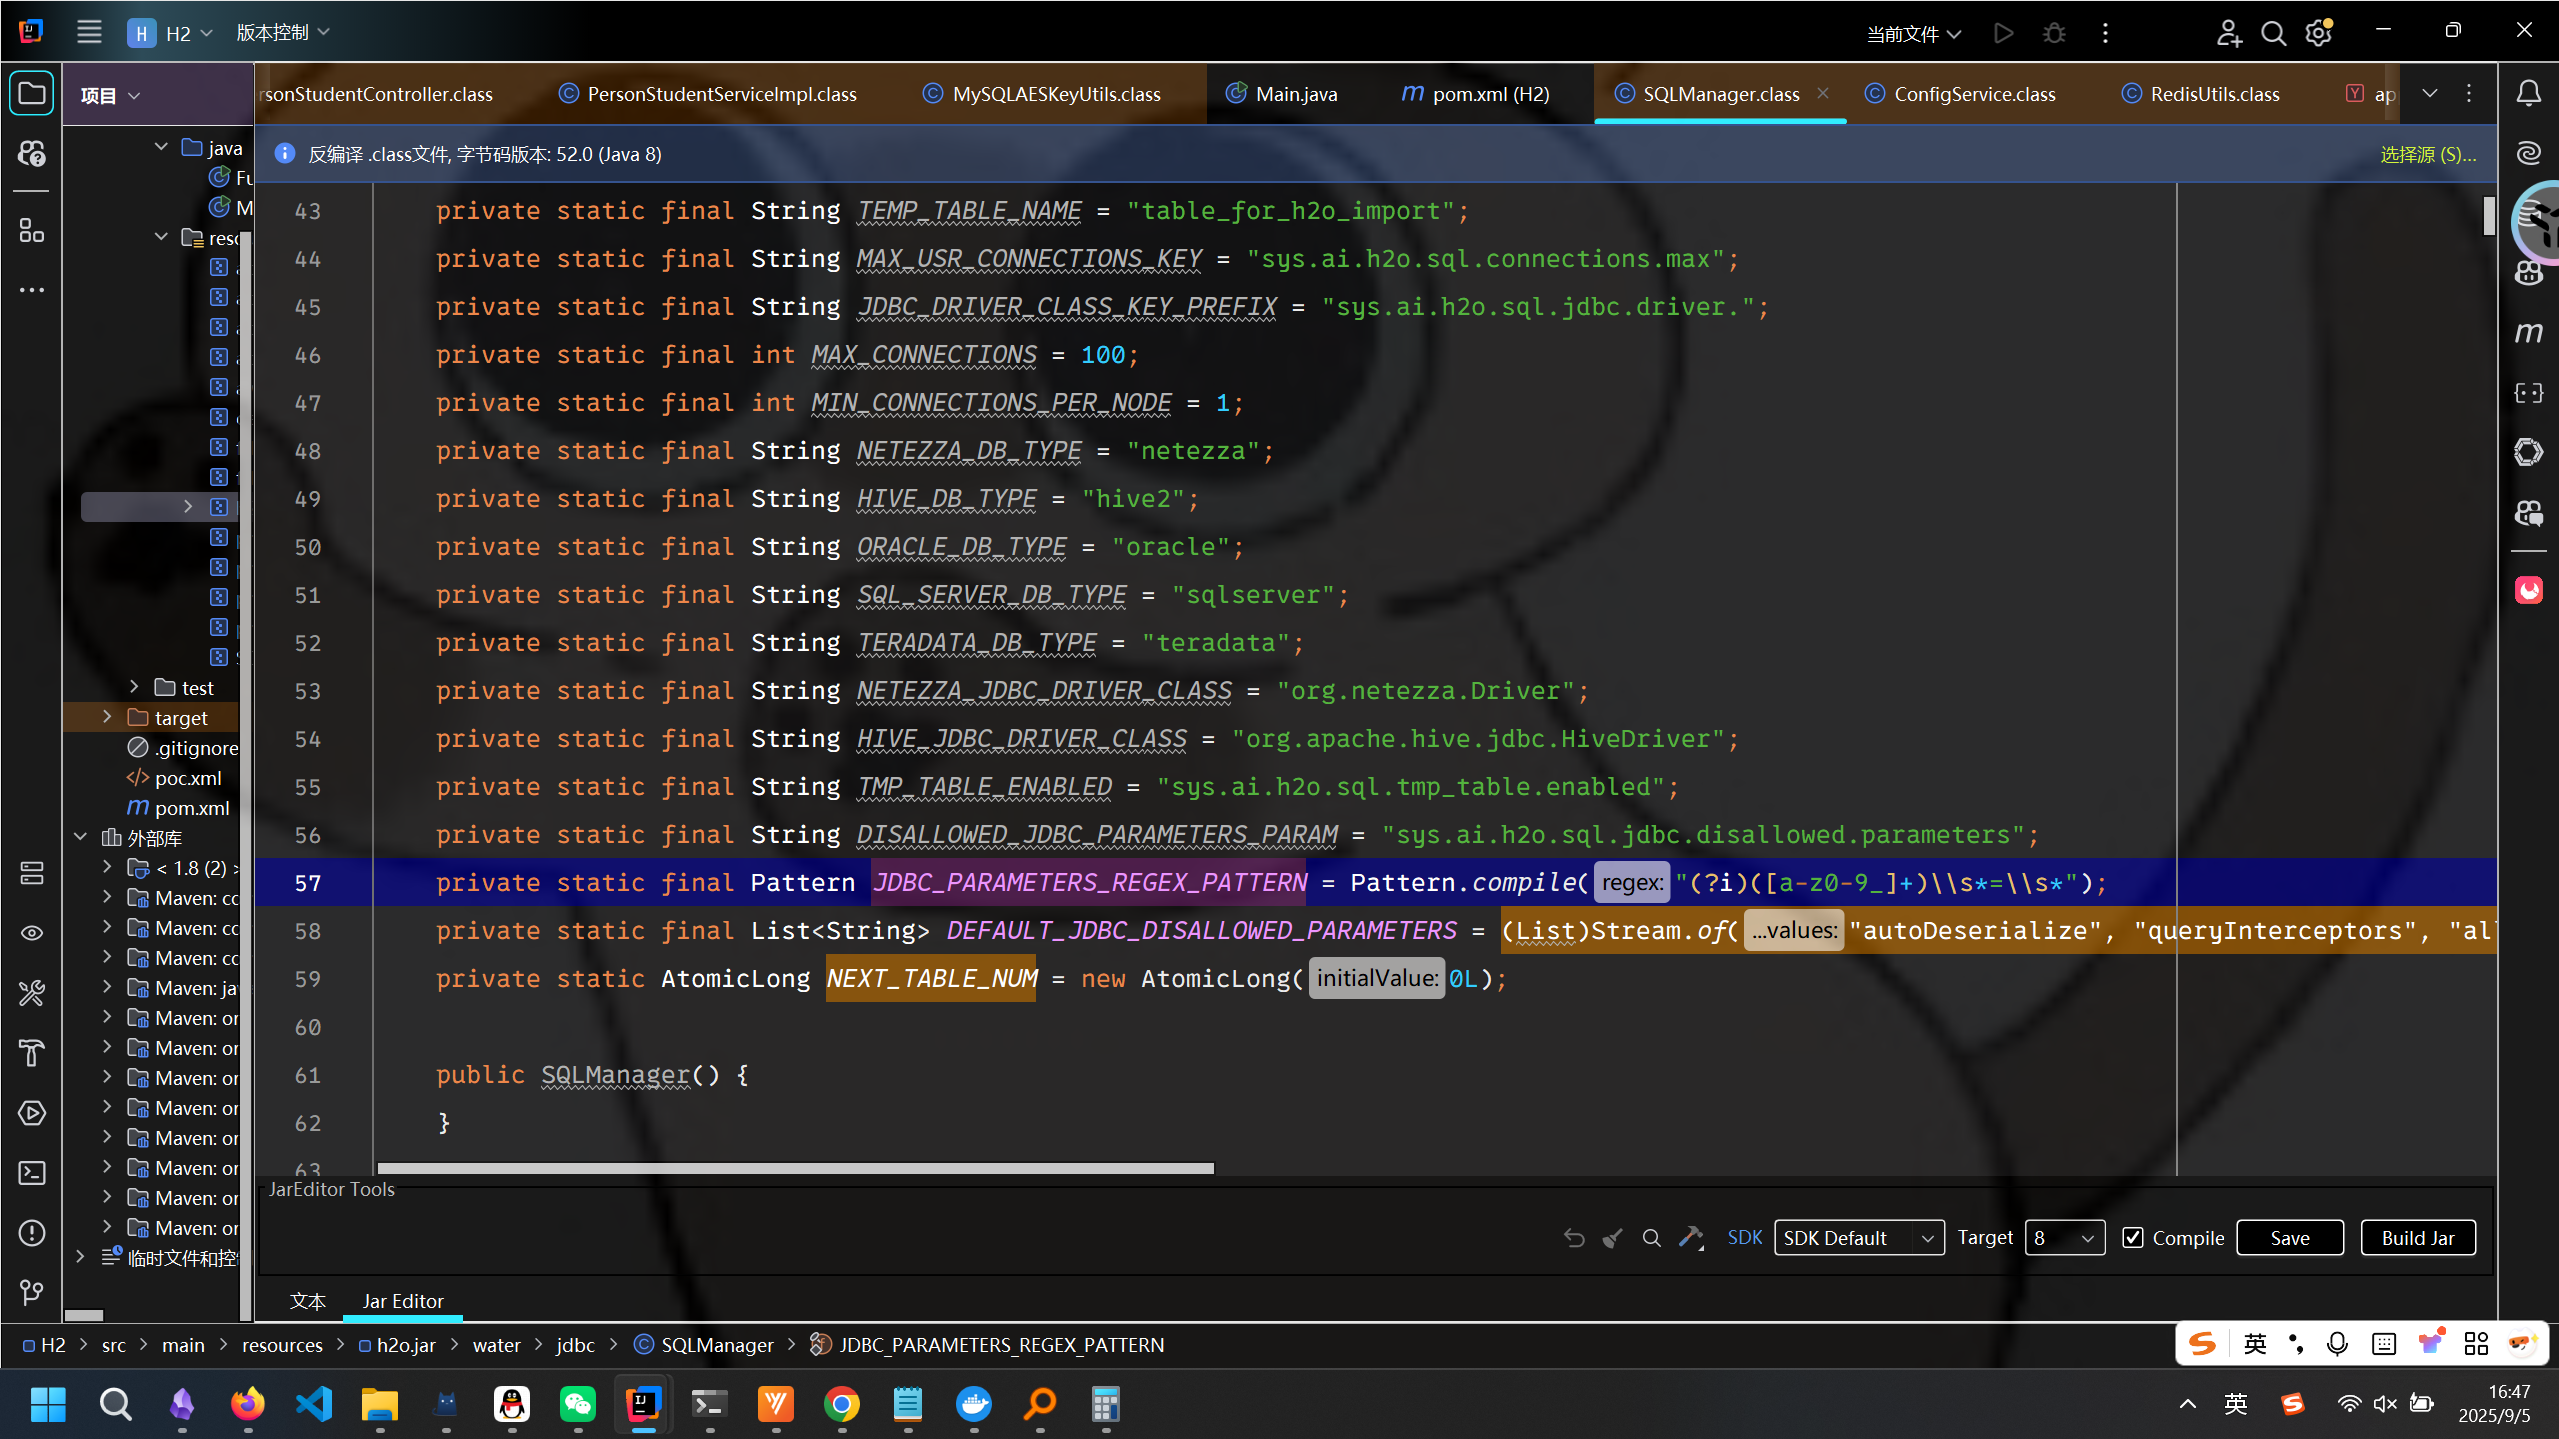 H H2 版本控制 当前文件
项目 rsonStudentController.class PersonStudentServiceImpl.class MySQLAESKeyUtils.class Main.java pom.xml (H2) SQLManager.class ConfigService.class RedisUtils.class ap
反编译 .class文件, 字节码版本: 52.0 (Java 8) 选择源 (S)...
java
Fu
M
reso
test
target
.gitignore
poc.xml
pom.xml
外部库
< 1.8 (2) >
Maven: cc
Maven: cc
Maven: cc
Maven: jav
Maven: or
Maven: or
Maven: or
Maven: or
Maven: or
Maven: or
Maven: or
Maven: or
临时文件和控制
43 private static final String TEMP_TABLE_NAME = "table_for_h2o_import";
44 private static final String MAX_USR_CONNECTIONS_KEY = "sys.ai.h2o.sql.connections.max";
45 private static final String JDBC_DRIVER_CLASS_KEY_PREFIX = "sys.ai.h2o.sql.jdbc.driver.";
46 private static final int MAX_CONNECTIONS = 100;
47 private static final int MIN_CONNECTIONS_PER_NODE = 1;
48 private static final String NETEZZA_DB_TYPE = "netezza";
49 private static final String HIVE_DB_TYPE = "hive2";
50 private static final String ORACLE_DB_TYPE = "oracle";
51 private static final String SQL_SERVER_DB_TYPE = "sqlserver";
52 private static final String TERADATA_DB_TYPE = "teradata";
53 private static final String NETEZZA_JDBC_DRIVER_CLASS = "org.netezza.Driver";
54 private static final String HIVE_JDBC_DRIVER_CLASS = "org.apache.hive.jdbc.HiveDriver";
55 private static final String TMP_TABLE_ENABLED = "sys.ai.h2o.sql.tmp_table.enabled";
56 private static final String DISALLOWED_JDBC_PARAMETERS_PARAM = "sys.ai.h2o.sql.jdbc.disallowed.parameters";
57 private static final Pattern JDBC_PARAMETERS_REGEX_PATTERN = Pattern.compile( regex: "(?i)([a-z0-9_]+)\\s*=\\s*");
58 private static final List<String> DEFAULT_JDBC_DISALLOWED_PARAMETERS = (List)Stream.of( ...values: "autoDeserialize", "queryInterceptors", "al
59 private static AtomicLong NEXT_TABLE_NUM = new AtomicLong( initialValue: 0L);
60
61 public SQLManager() {
62 }
63
JarEditor Tools
SDK SDK Default Target 8 Compile Save Build Jar
文本 Jar Editor
H2 > src > main > resources > h2o.jar > water > jdbc > SQLManager > JDBC_PARAMETERS_REGEX_PATTERN
英
英 16:47
2025/9/5